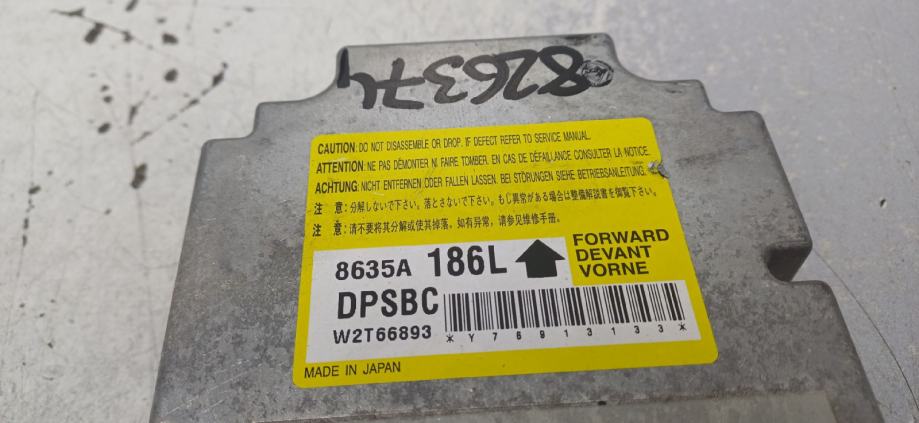 826374
CAUTION: DO NOT DISASSEMBLE OR DROP. IF DEFECT REFER TO SERVICE MANUAL.
ATTENTION: NE PAS DÉMONTER NI FAIRE TOMBER. EN CAS DE DÉFAILLANCE CONSULTER LA NOTICE.
ACHTUNG: NICHT ENTFERNEN ODER FALLEN LASSEN. BEI STÖRUNGEN SIEHE BETRIEBSANLEITUNG.
注 意:分解しないで下さい。落とさないで下さい。もし異常がある場合は整備解説書を御覧下さい。
注 意:请不要将其分解或使其掉落。如有异常,请参见维修手册。
FORWARD
DEVANT
VORNE
8635A 186L
DPSBC
W2T66893 *Y76913133*
MADE IN JAPAN